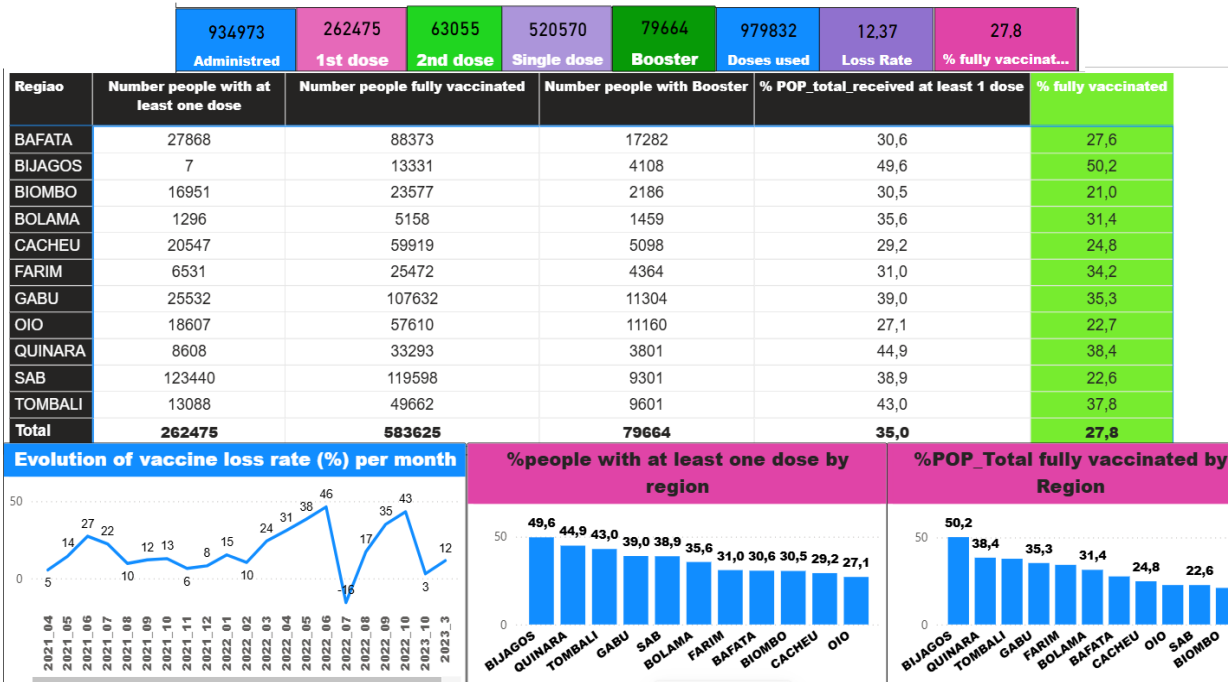 934973 262475 63055 520570 79664 979832 12,37 27,8
Administred 1st dose 2nd dose Single dose Booster Doses used Loss Rate % fully vaccinat...
Regiao Number people with at least one dose Number people fully vaccinated Number people with Booster % POP_total_received at least 1 dose % fully vaccinated
BAFATA 27868 88373 17282 30,6 27,6
BIJAGOS 7 13331 4108 49,6 50,2
BIOMBO 16951 23577 2186 30,5 21,0
BOLAMA 1296 5158 1459 35,6 31,4
CACHEU 20547 59919 5098 29,2 24,8
FARIM 6531 25472 4364 31,0 34,2
GABU 25532 107632 11304 39,0 35,3
OIO 18607 57610 11160 27,1 22,7
QUINARA 8608 33293 3801 44,9 38,4
SAB 123440 119598 9301 38,9 22,6
TOMBALI 13088 49662 9601 43,0 37,8
Total 262475 583625 79664 35,0 27,8
Evolution of vaccine loss rate (%) per month
50
0
5 14 27 22 10 12 13 6 8 15 10 24 31 38 46 -16 17 35 43 3 12
2021_04 2021_05 2021_06 2021_07 2021_08 2021_09 2021_10 2021_11 2021_12 2022_01 2022_02 2022_03 2022_04 2022_05 2022_06 2022_07 2022_08 2022_09 2022_10 2023_10 2023_3
%people with at least one dose by
region
50
0
49,6 44,9 43,0 39,0 38,9 35,6 31,0 30,6 30,5 29,2 27,1
BIJAGOS QUINARA TOMBALI GABU SAB BOLAMA FARIM BAFATA BIOMBO CACHEU OIO
%POP_Total fully vaccinated by
Region
50
0
50,2 38,4 35,3 31,4 24,8 22,6
BIJAGOS QUINARA TOMBALI GABU FARIM BOLAMA BAFATA CACHEU OIO SAB BIOMBO